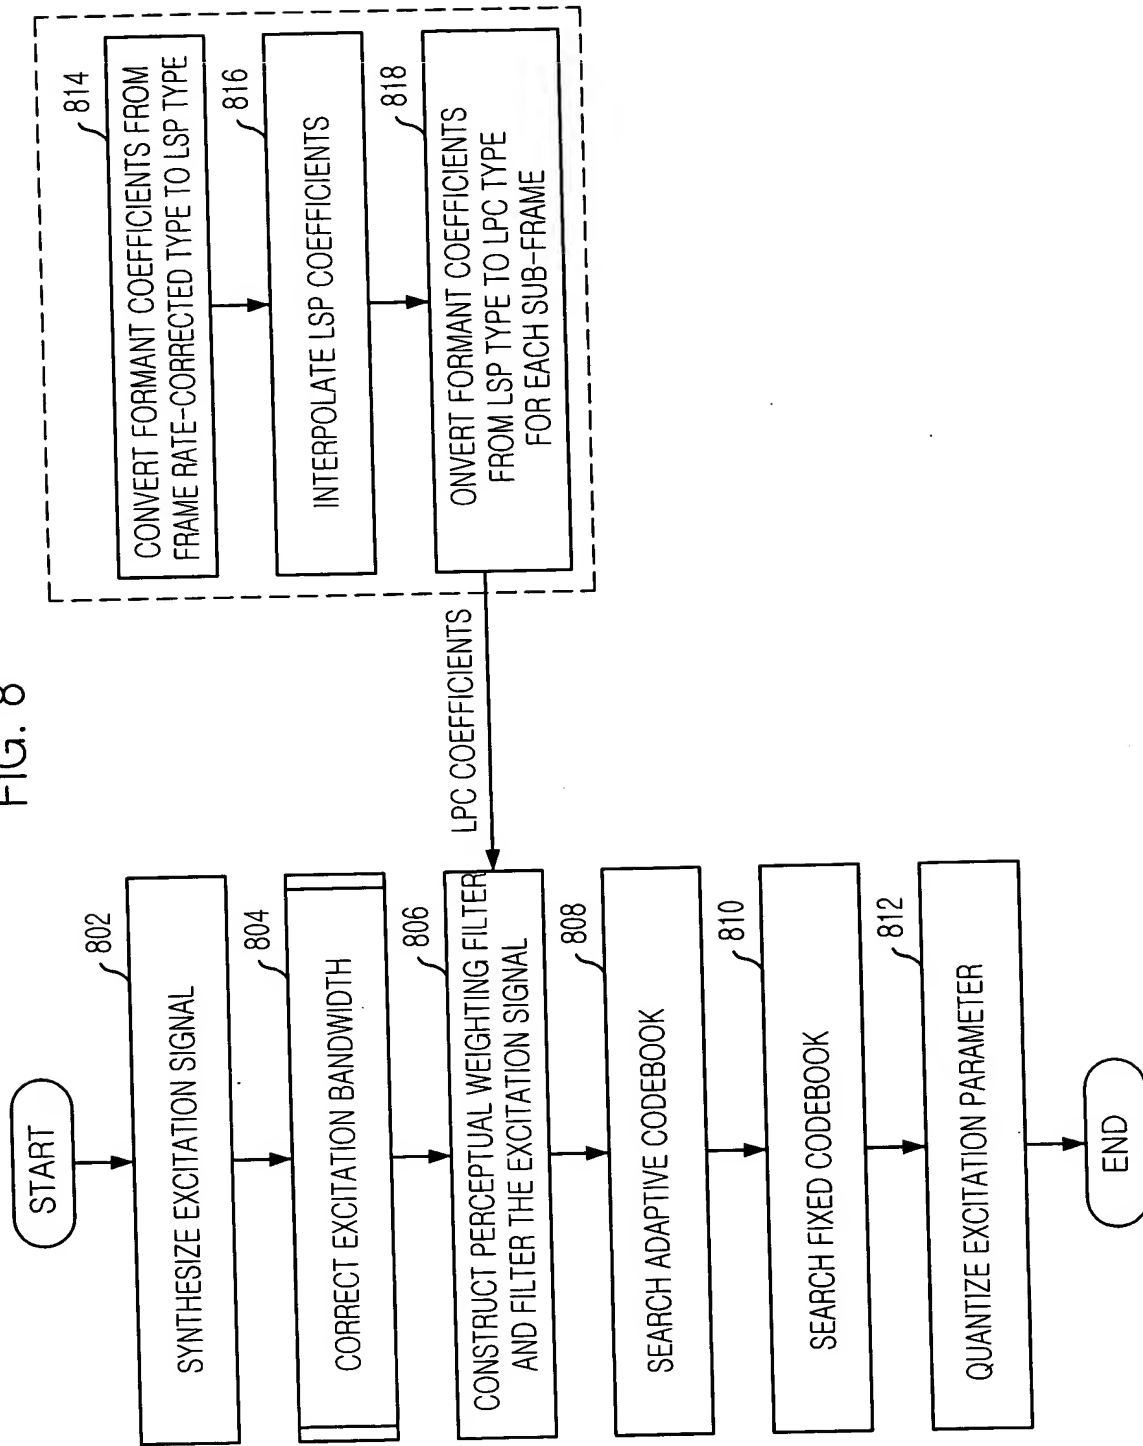 FIG. 8
START
802
SYNTHESIZE EXCITATION SIGNAL
804
CORRECT EXCITATION BANDWIDTH
806
CONSTRUCT PERCEPTUAL WEIGHTING FILTER
AND FILTER THE EXCITATION SIGNAL
808
SEARCH ADAPTIVE CODEBOOK
810
SEARCH FIXED CODEBOOK
812
QUANTIZE EXCITATION PARAMETER
END
LPC COEFFICIENTS
814
CONVERT FORMANT COEFFICIENTS FROM
FRAME RATE-CORRECTED TYPE TO LSP TYPE
816
INTERPOLATE LSP COEFFICIENTS
818
ONVERT FORMANT COEFFICIENTS
FROM LSP TYPE TO LPC TYPE
FOR EACH SUB-FRAME